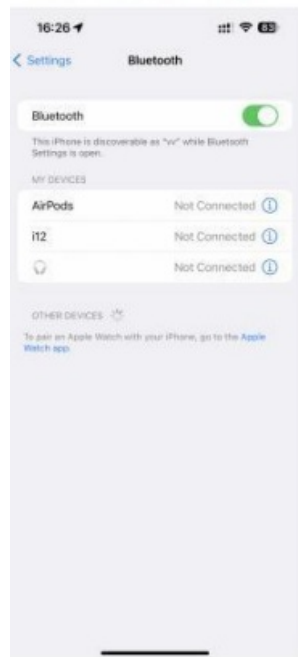 16:26
63
Settings
Bluetooth
Bluetooth
This iPhone is discoverable as "vv" while Bluetooth
Settings is open.
MY DEVICES
AirPods Not Connected
i12 Not Connected
Not Connected
OTHER DEVICES
To pair an Apple Watch with your iPhone, go to the Apple
Watch app.